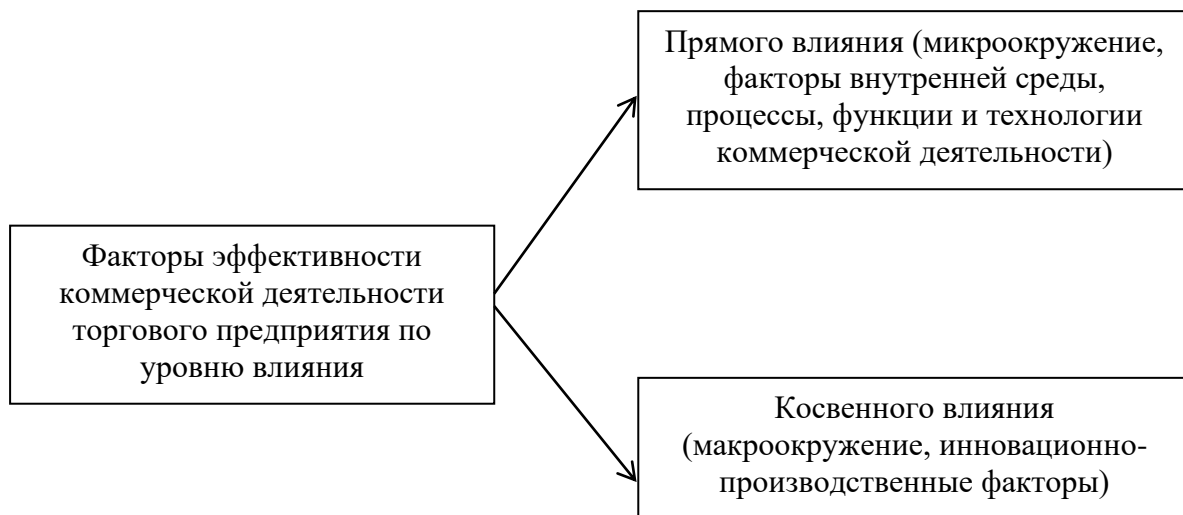 Прямого влияния (микроокружение,
факторы внутренней среды,
процессы, функции и технологии
коммерческой деятельности)
Факторы эффективности
коммерческой деятельности
торгового предприятия по
уровню влияния
Косвенного влияния
(макроокружение, инновационно-
производственные факторы)